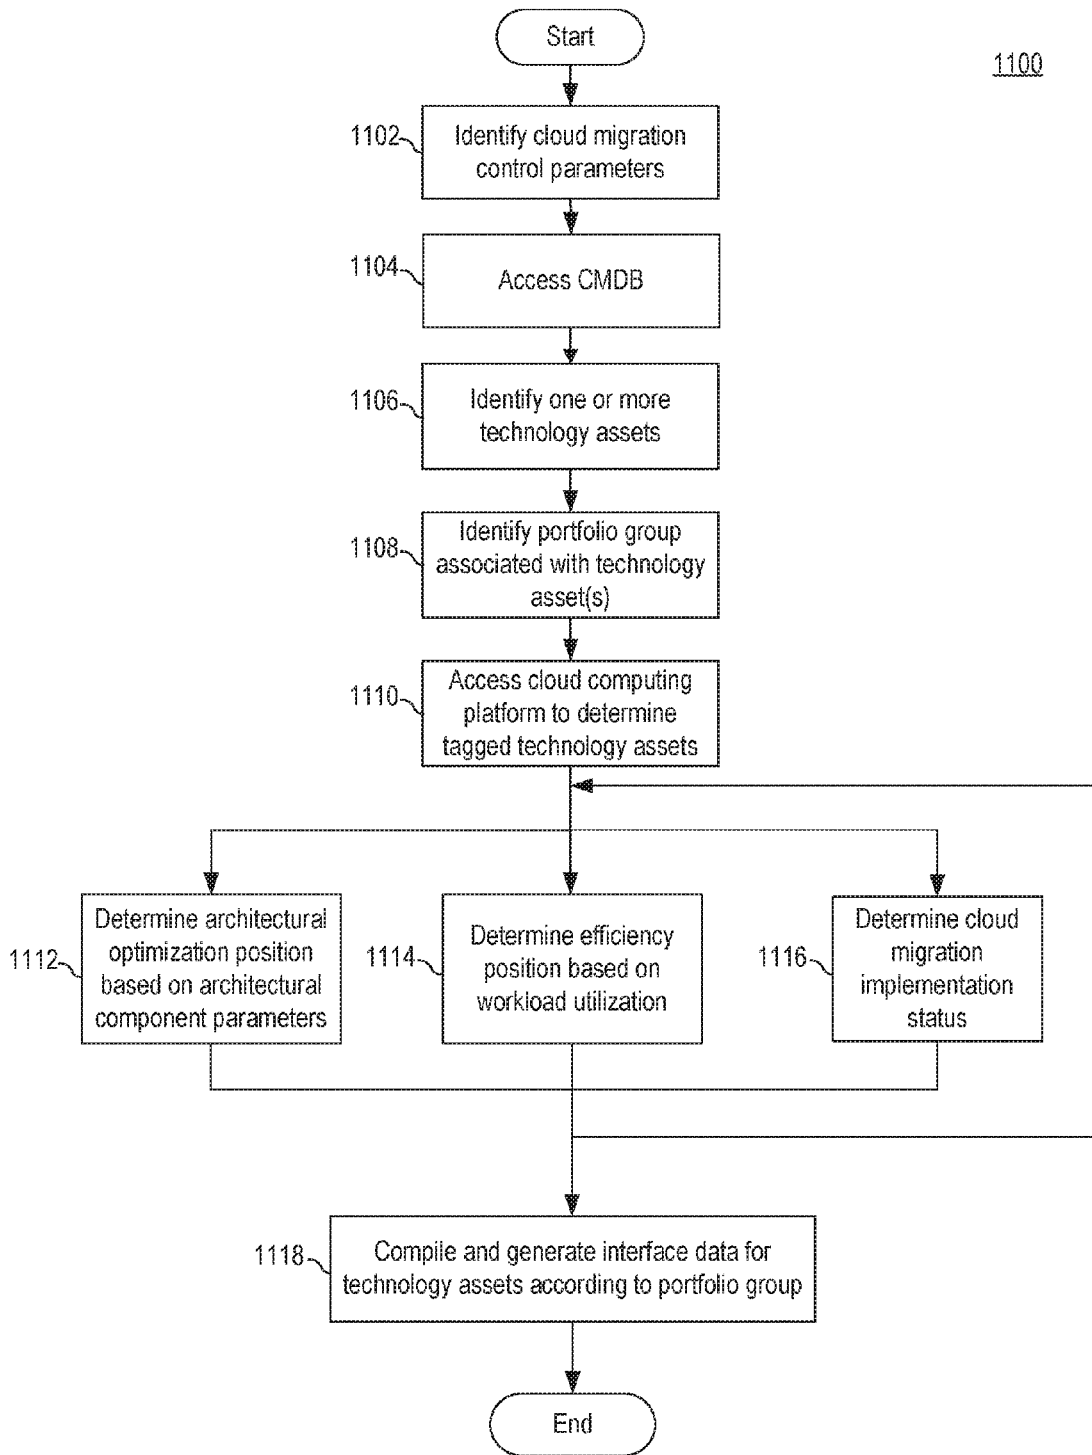 Start
1100
1102
Identify cloud migration
control parameters
1104
Access CMDB
1106
Identify one or more
technology assets
1108
Identify portfolio group
associated with technology
asset(s)
1110
Access cloud computing
platform to determine
tagged technology assets
1112
Determine architectural
optimization position
based on architectural
component parameters
1114
Determine efficiency
position based on
workload utilization
1116
Determine cloud
migration
implementation
status
1118
Compile and generate interface data for
technology assets according to portfolio group
End